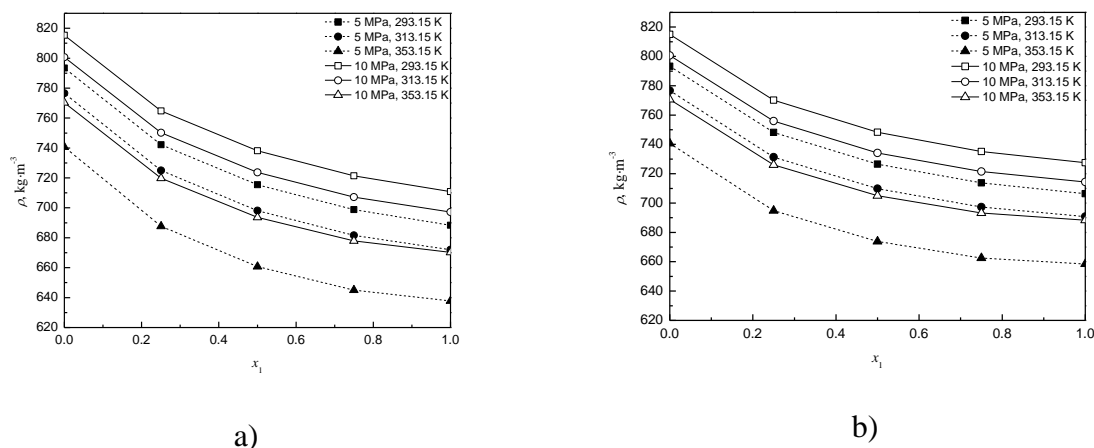 820
800
780
760
740
720
700
680
660
640
620
ρ, kg·m⁻³
5 MPa, 293.15 K
5 MPa, 313.15 K
5 MPa, 353.15 K
10 MPa, 293.15 K
10 MPa, 313.15 K
10 MPa, 353.15 K
0.0 0.2 0.4 0.6 0.8 1.0
x₁
a)
820
800
780
760
740
720
700
680
660
640
620
ρ, kg·m⁻³
5 MPa, 293.15 K
5 MPa, 313.15 K
5 MPa, 353.15 K
10 MPa, 293.15 K
10 MPa, 313.15 K
10 MPa, 353.15 K
0.0 0.2 0.4 0.6 0.8 1.0
x₁
b)